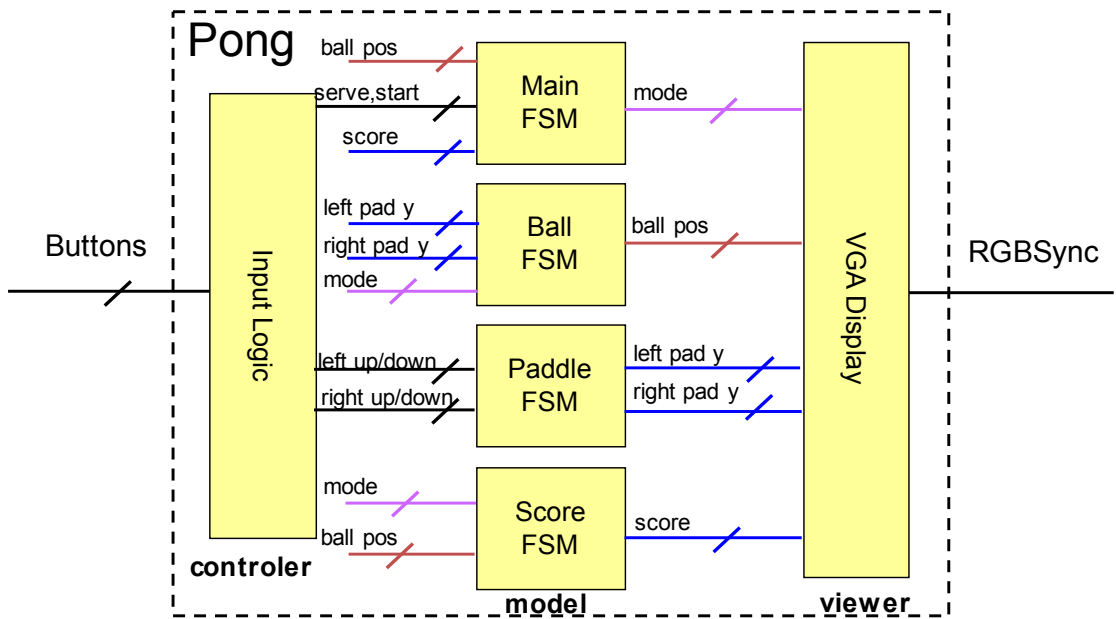 Pong
Buttons
Input Logic
controler
ball pos
serve,start
score
Main
FSM
mode
left pad y
right pad y
mode
Ball
FSM
ball pos
left up/down
right up/down
Paddle
FSM
left pad y
right pad y
mode
ball pos
Score
FSM
score
model
VGA Display
viewer
RGBSync